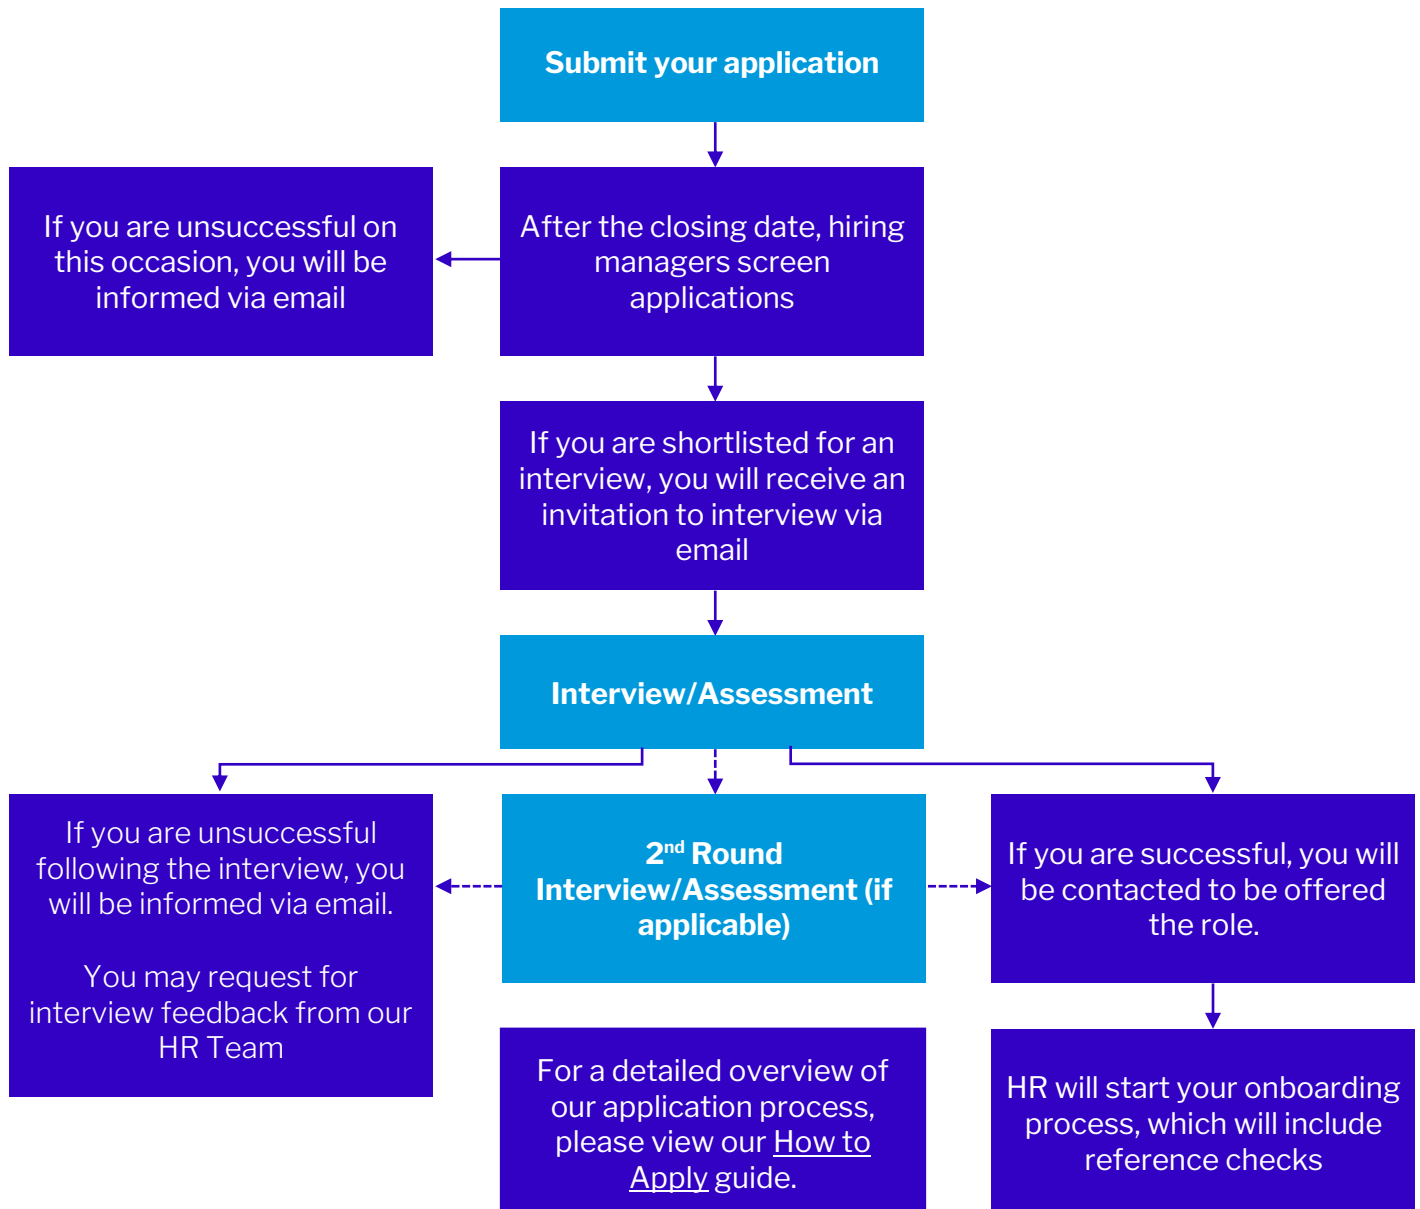 Submit your application
If you are unsuccessful on
this occasion, you will be
informed via email
After the closing date, hiring
managers screen
applications
If you are shortlisted for an
interview, you will receive an
invitation to interview via
email
Interview/Assessment
If you are unsuccessful
following the interview, you
will be informed via email.
You may request for
interview feedback from our
HR Team
2nd Round
Interview/Assessment (if
applicable)
If you are successful, you will
be contacted to be offered
the role.
For a detailed overview of
our application process,
please view our How to
Apply guide.
HR will start your onboarding
process, which will include
reference checks